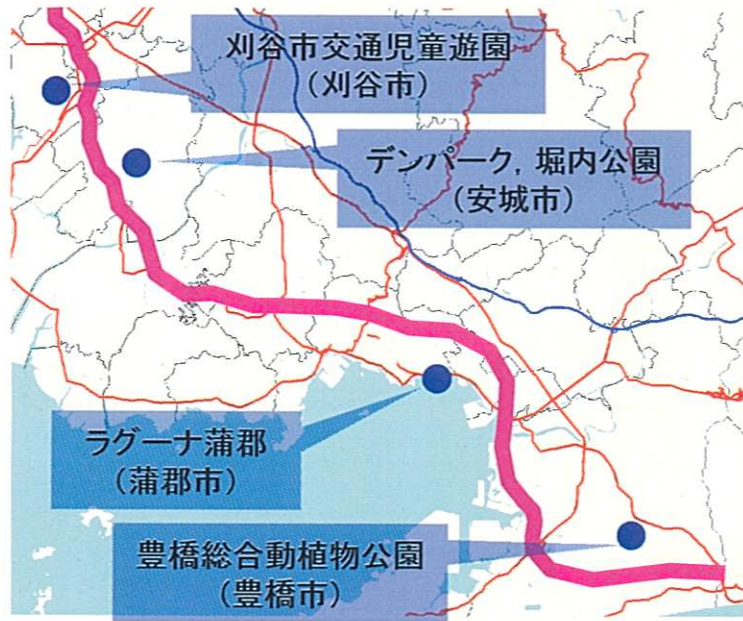 刈谷市交通児童遊園
(刈谷市)
デンパーク, 堀内公園
(安城市)
ラグーナ蒲郡
(蒲郡市)
豊橋総合動植物公園
(豊橋市)